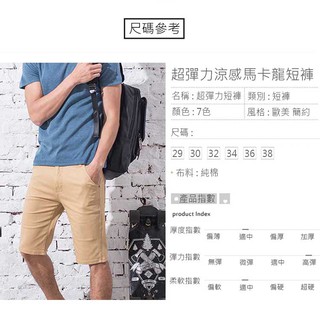 尺碼參考
超彈力涼感馬卡龍短褲
名稱 : 超彈力短褲 類別 : 短褲
顏色 : 7色 風格 : 歐美 簡約
尺碼 :
29 30 32 34 36 38
· 布料 : 純棉
產品指數
product Index
厚度指數 偏薄 適中 偏厚 加厚
彈力指數 無彈 微彈 適中 高彈
柔軟指數 偏軟 適中 偏硬 超硬